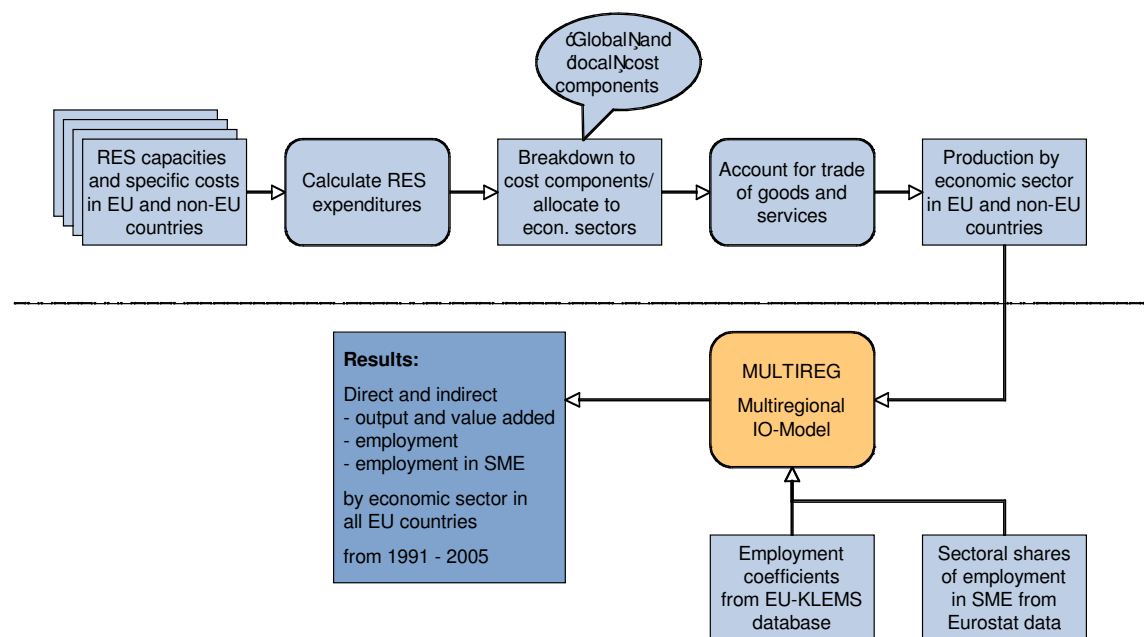 “Global” and
“local” cost
components
RES capacities
and specific costs
in EU and non-EU
countries
Calculate RES
expenditures
Breakdown to
cost components/
allocate to
econ. sectors
Account for trade
of goods and
services
Production by
economic sector
in EU and non-EU
countries
Results:
Direct and indirect
- output and value added
- employment
- employment in SME
by economic sector in
all EU countries
from 1991 - 2005
MULTIREG
Multiregional
IO-Model
Employment
coefficients
from EU-KLEMS
database
Sectoral shares
of employment
in SME from
Eurostat data